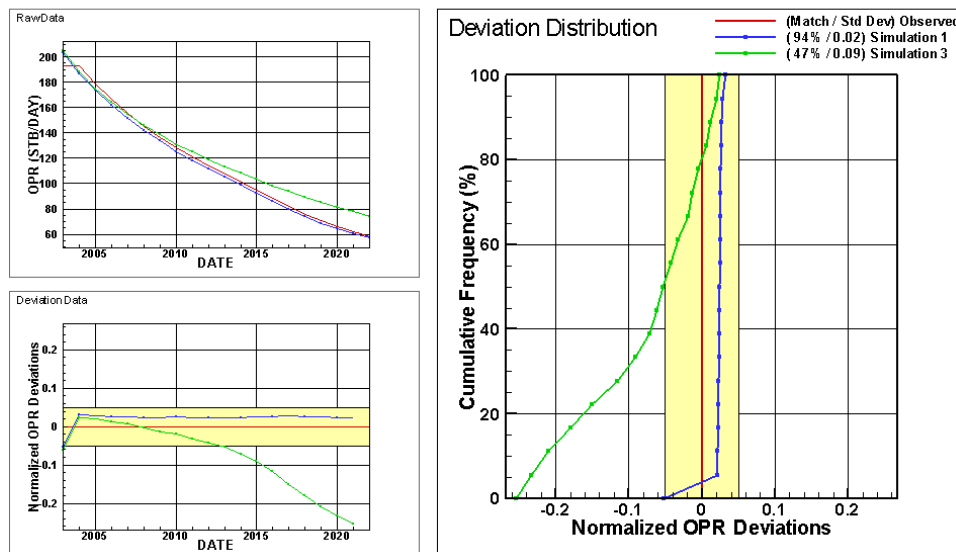 RawData
200
180
160
140
120
100
80
60
OPR (STB/DAY)
2005
2010
2015
2020
DATE
Deviation Data
0.2
0.1
0
-0.1
-0.2
Normalized OPR Deviations
2005
2010
2015
2020
DATE
Deviation Distribution
(Match / Std Dev) Observed
(94% / 0.02) Simulation 1
(47% / 0.09) Simulation 3
100
80
60
40
20
0
Cumulative Frequency (%)
-0.2
-0.1
0
0.1
0.2
Normalized OPR Deviations